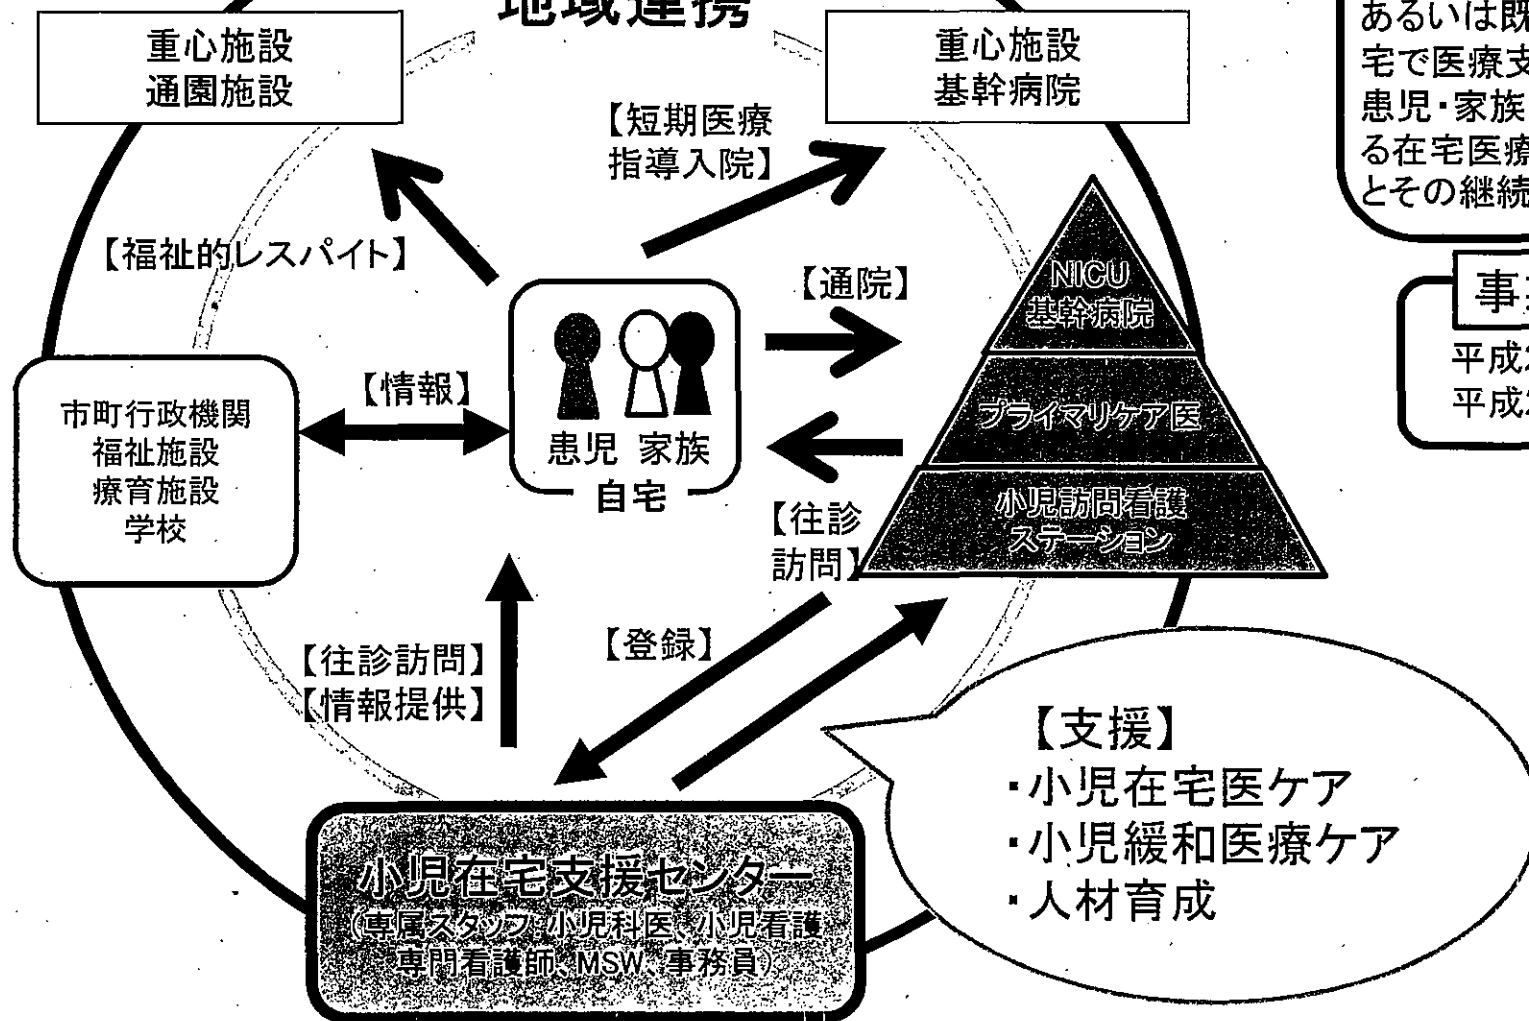 地域連携
重心施設
通園施設
重心施設
基幹病院
あるいは既
宅で医療支
患児・家族
る在宅医療
とその継続
【短期医療
指導入院】
【福祉的レスパイト】
【通院】
NICU
基幹病院
プライマリケア医
小児訪問看護
ステーション
事
平成2
平成2
市町行政機関
福祉施設
療育施設
学校
【情報】
患児 家族
自宅
【往診
訪問】
【登録】
【往診訪問】
【情報提供】
【支援】
・小児在宅医ケア
・小児緩和医療ケア
・人材育成
小児在宅支援センター
(専属スタッフ 小児科医、小児看護
専門看護師、MSW、事務員)